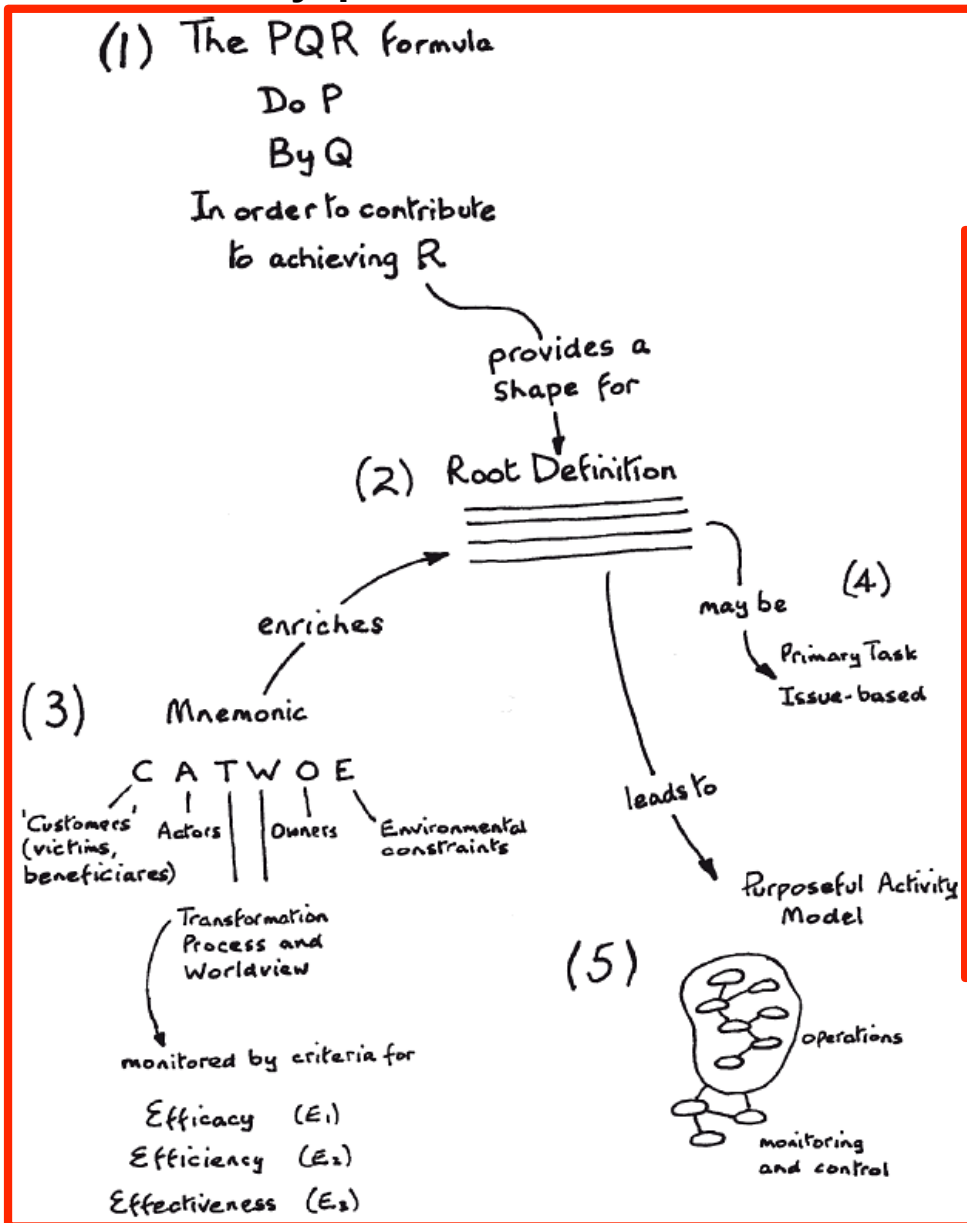 (1) The PQR formula
Do P
By Q
In order to contribute
to achieving R
provides a
shape for
(2) Root Definition
may be
(4)
Primary Task
Issue-based
enriches
(3)
Mnemonic
C A T W O E
'Customers'
(victims,
beneficiares)
Actors
Owners
Environmental
constraints
Transformation
Process and
Worldview
monitored by criteria for
Efficacy (E1)
Efficiency (E2)
Effectiveness (E3)
leads to
Purposeful Activity
Model
(5)
operations
monitoring
and control